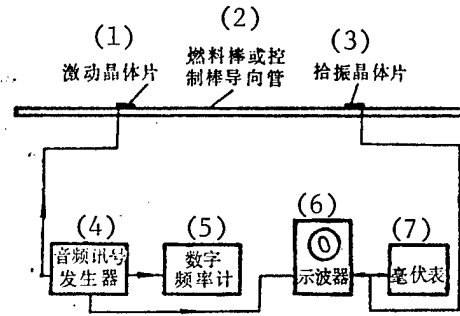 (1)
激动晶体片
(2)
燃料棒或控
制棒导向管
(3)
拾振晶体片
(4)
音频讯号
发生器
(5)
数字
频率计
(6)
示波器
(7)
毫伏表